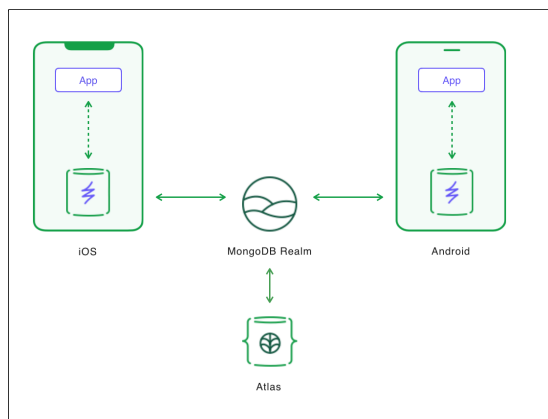 App
App
iOS
MongoDB Realm
Android
Atlas